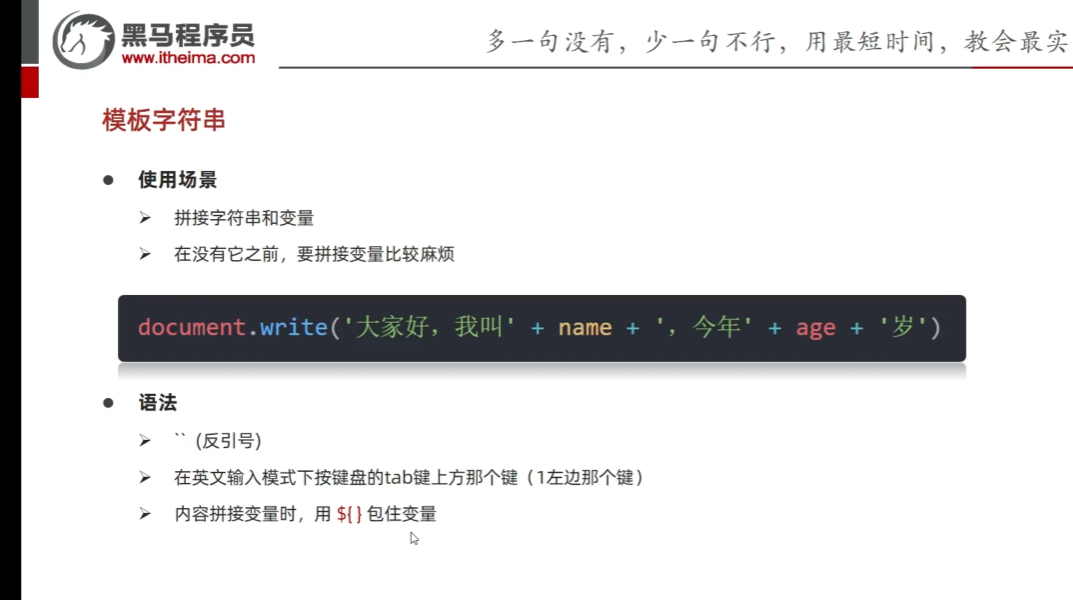 黑马程序员
www.itheima.com
多一句没有，少一句不行，用最短时间，教会最实
模板字符串
● 使用场景
➢ 拼接字符串和变量
➢ 在没有它之前，要拼接变量比较麻烦
document.write('大家好，我叫' + name + '，今年' + age + '岁')
● 语法
➢ `` (反引号)
➢ 在英文输入模式下按键盘的tab键上方那个键（1左边那个键）
➢ 内容拼接变量时，用 ${} 包住变量